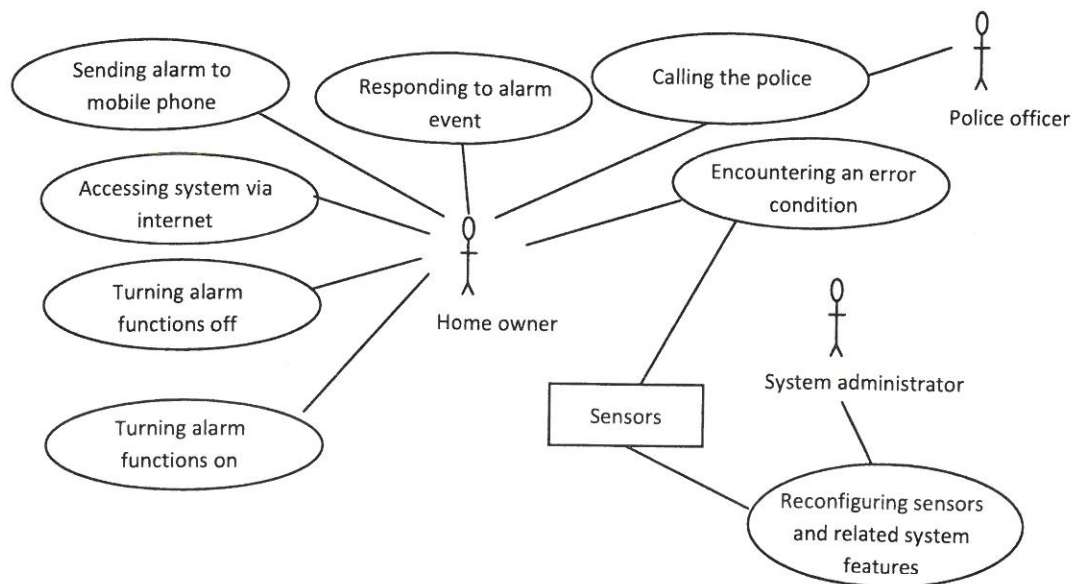 Sending alarm to
mobile phone
Responding to alarm
event
Calling the police
Police officer
Accessing system via
internet
Encountering an error
condition
Turning alarm
functions off
Home owner
System administrator
Sensors
Turning alarm
functions on
Reconfiguring sensors
and related system
features